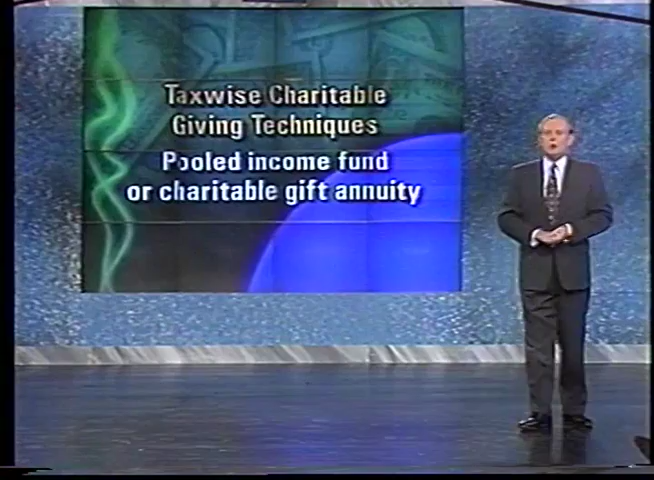 Taxwise Charitable
Giving Techniques
Pooled income fund
or charitable gift annuity